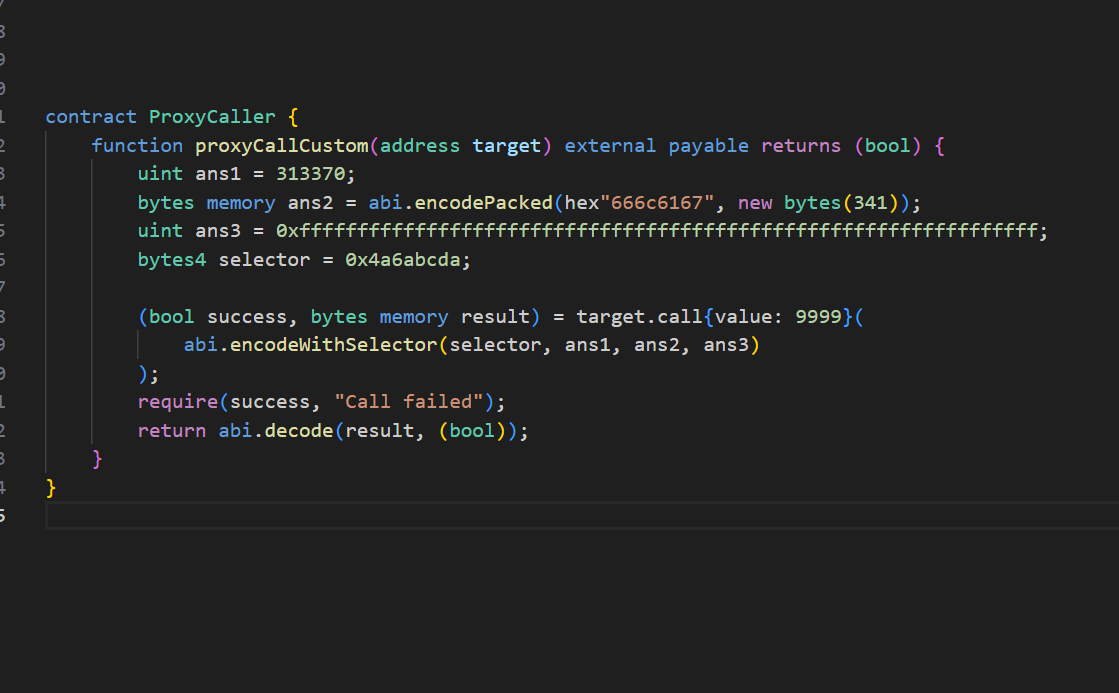 contract ProxyCaller {
function proxyCallCustom(address target) external payable returns (bool) {
uint ans1 = 313370;
bytes memory ans2 = abi.encodePacked(hex"666c6167", new bytes(341));
uint ans3 = 0xffffffffffffffffffffffffffffffffffffffffffffffffffffffffffffffff;
bytes4 selector = 0x4a6abcda;
(bool success, bytes memory result) = target.call{value: 9999}(
abi.encodeWithSelector(selector, ans1, ans2, ans3)
);
require(success, "Call failed");
return abi.decode(result, (bool));
}
}